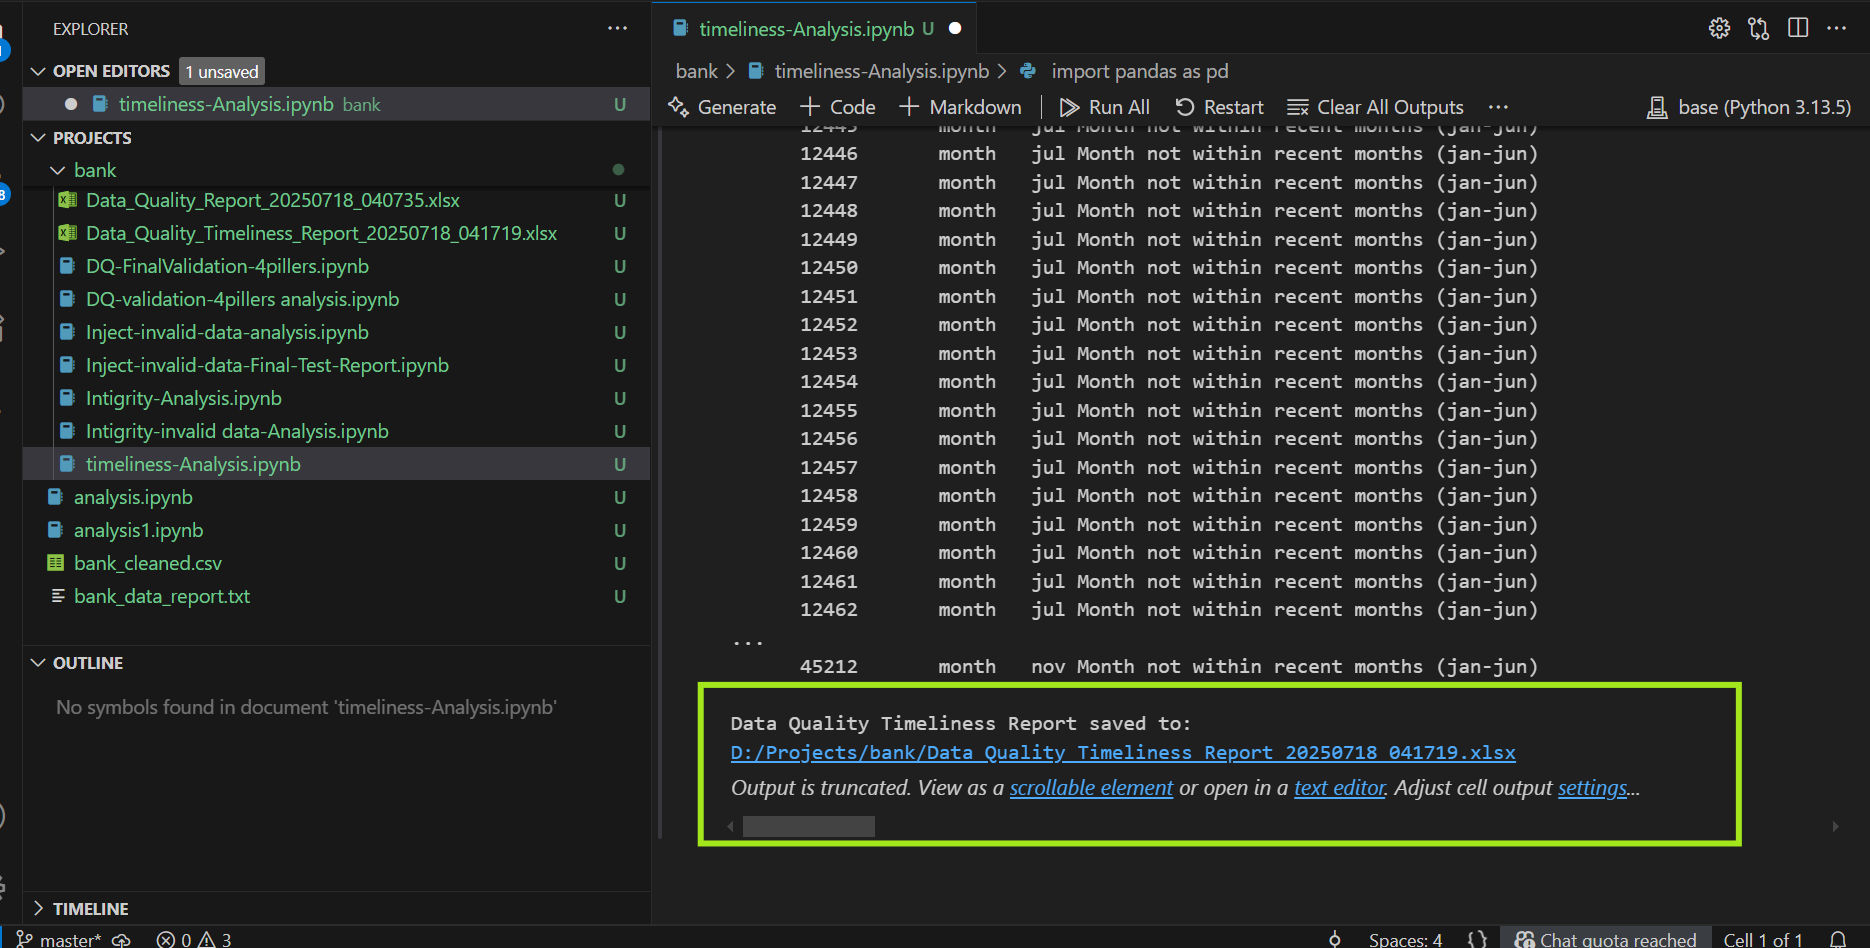 EXPLORER
OPEN EDITORS 1 unsaved
timeliness-Analysis.ipynb bank U
PROJECTS
bank
Data_Quality_Report_20250718_040735.xlsx U
Data_Quality_Timeliness_Report_20250718_041719.xlsx U
DQ-FinalValidation-4pillers.ipynb U
DQ-validation-4pillers analysis.ipynb U
Inject-invalid-data-analysis.ipynb U
Inject-invalid-data-Final-Test-Report.ipynb U
Intigrity-Analysis.ipynb U
Intigrity-invalid data-Analysis.ipynb U
timeliness-Analysis.ipynb U
analysis.ipynb U
analysis1.ipynb U
bank_cleaned.csv U
bank_data_report.txt U
OUTLINE
No symbols found in document 'timeliness-Analysis.ipynb'
TIMELINE
timeliness-Analysis.ipynb U
bank > timeliness-Analysis.ipynb > import pandas as pd
Generate + Code + Markdown | Run All Restart Clear All Outputs ... base (Python 3.13.5)
12445 month jul Month not within recent months (jan-jun)
12446 month jul Month not within recent months (jan-jun)
12447 month jul Month not within recent months (jan-jun)
12448 month jul Month not within recent months (jan-jun)
12449 month jul Month not within recent months (jan-jun)
12450 month jul Month not within recent months (jan-jun)
12451 month jul Month not within recent months (jan-jun)
12452 month jul Month not within recent months (jan-jun)
12453 month jul Month not within recent months (jan-jun)
12454 month jul Month not within recent months (jan-jun)
12455 month jul Month not within recent months (jan-jun)
12456 month jul Month not within recent months (jan-jun)
12457 month jul Month not within recent months (jan-jun)
12458 month jul Month not within recent months (jan-jun)
12459 month jul Month not within recent months (jan-jun)
12460 month jul Month not within recent months (jan-jun)
12461 month jul Month not within recent months (jan-jun)
12462 month jul Month not within recent months (jan-jun)
...
45212 month nov Month not within recent months (jan-jun)
Data Quality Timeliness Report saved to:
D:/Projects/bank/Data_Quality_Timeliness_Report_20250718_041719.xlsx
Output is truncated. View as a scrollable element or open in a text editor. Adjust cell output settings...
master* 0 3 Spaces: 4 {} Chat quota reached Cell 1 of 1